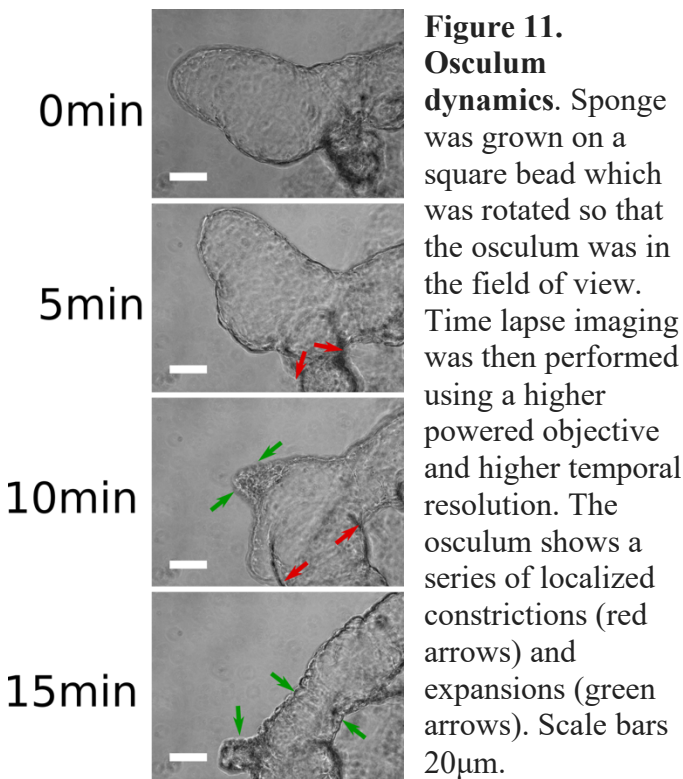 0min
5min
10min
15min
Figure 11.
Osculum
dynamics. Sponge
was grown on a
square bead which
was rotated so that
the osculum was in
the field of view.
Time lapse imaging
was then performed
using a higher
powered objective
and higher temporal
resolution. The
osculum shows a
series of localized
constrictions (red
arrows) and
expansions (green
arrows). Scale bars
20µm.